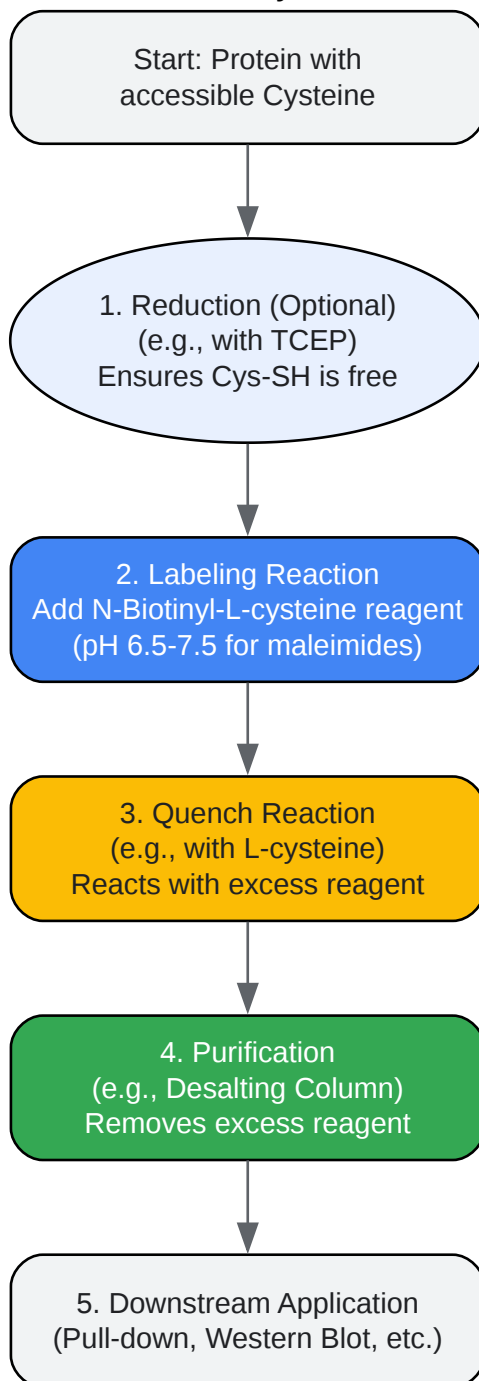 Start: Protein with
accessible Cysteine
1. Reduction (Optional)
(e.g., with TCEP)
Ensures Cys-SH is free
2. Labeling Reaction
Add N-Biotinyl-L-cysteine reagent
(pH 6.5-7.5 for maleimides)
3. Quench Reaction
(e.g., with L-cysteine)
Reacts with excess reagent
4. Purification
(e.g., Desalting Column)
Removes excess reagent
5. Downstream Application
(Pull-down, Western Blot, etc.)